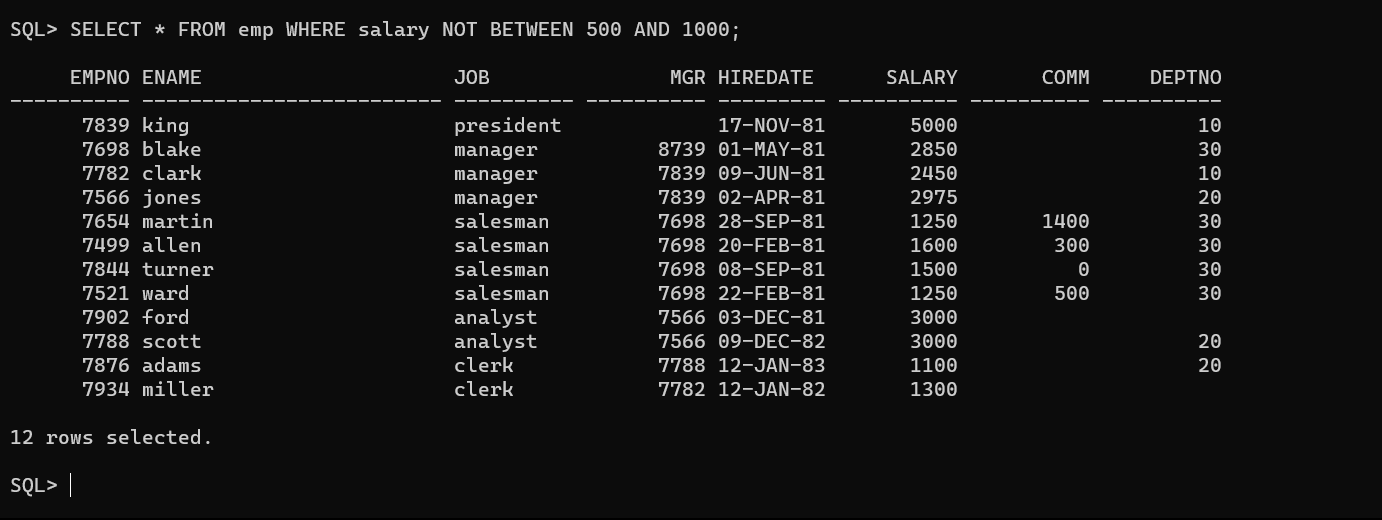 SQL> SELECT * FROM emp WHERE salary NOT BETWEEN 500 AND 1000;
     EMPNO ENAME                     JOB               MGR HIREDATE      SALARY       COMM     DEPTNO
---------- ------------------------- ---------- ---------- --------- ---------- ---------- ----------
      7839 king                      president             17-NOV-81       5000                    10
      7698 blake                     manager          8739 01-MAY-81       2850                    30
      7782 clark                     manager          7839 09-JUN-81       2450                    10
      7566 jones                     manager          7839 02-APR-81       2975                    20
      7654 martin                    salesman         7698 28-SEP-81       1250       1400         30
      7499 allen                     salesman         7698 20-FEB-81       1600        300         30
      7844 turner                    salesman         7698 08-SEP-81       1500          0         30
      7521 ward                      salesman         7698 22-FEB-81       1250        500         30
      7902 ford                      analyst          7566 03-DEC-81       3000
      7788 scott                     analyst          7566 09-DEC-82       3000                    20
      7876 adams                     clerk            7788 12-JAN-83       1100                    20
      7934 miller                    clerk            7782 12-JAN-82       1300
12 rows selected.
SQL>